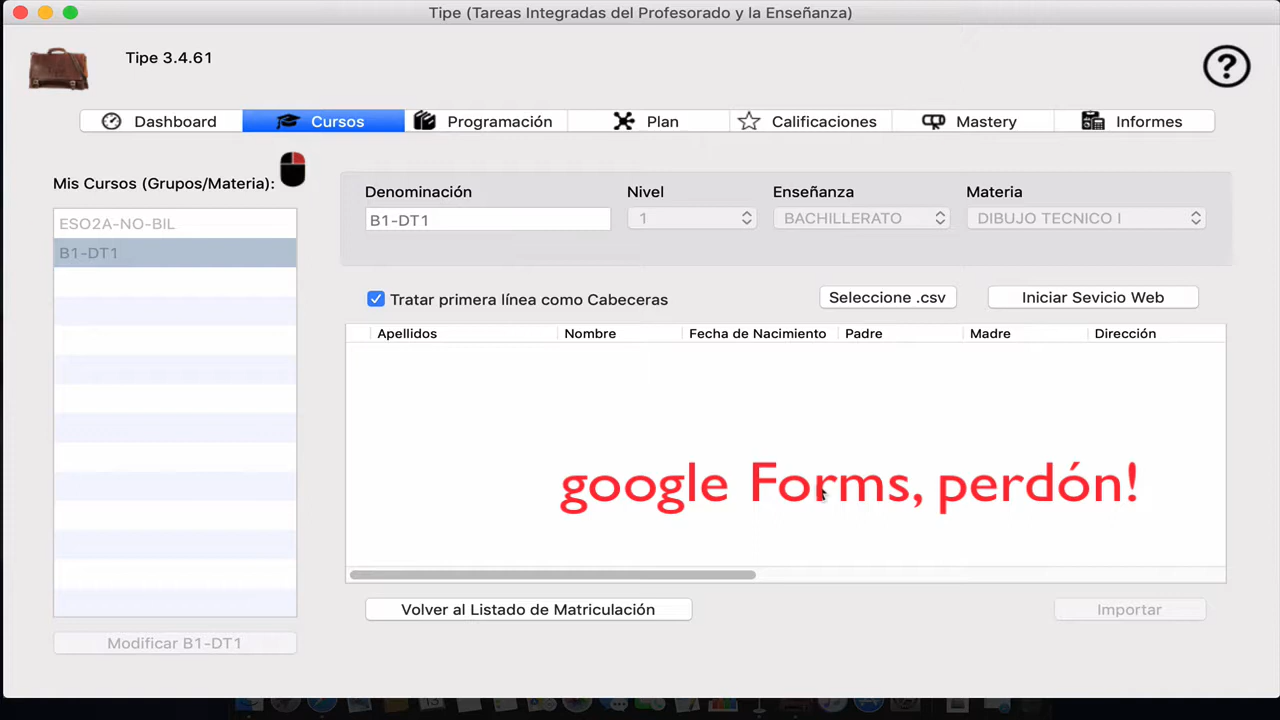 Tipe (Tareas Integradas del Profesorado y la Enseñanza)
Tipe 3.4.61
?
Dashboard Cursos Programación Plan Calificaciones Mastery Informes
Mis Cursos (Grupos/Materia):
ESO2A-NO-BIL
B1-DT1
Modificar B1-DT1
Denominación Nivel Enseñanza Materia
B1-DT1 1 BACHILLERATO DIBUJO TECNICO I
Tratar primera línea como Cabeceras Seleccione .csv Iniciar Sevicio Web
Apellidos Nombre Fecha de Nacimiento Padre Madre Dirección
google Forms, perdón!
Volver al Listado de Matriculación Importar